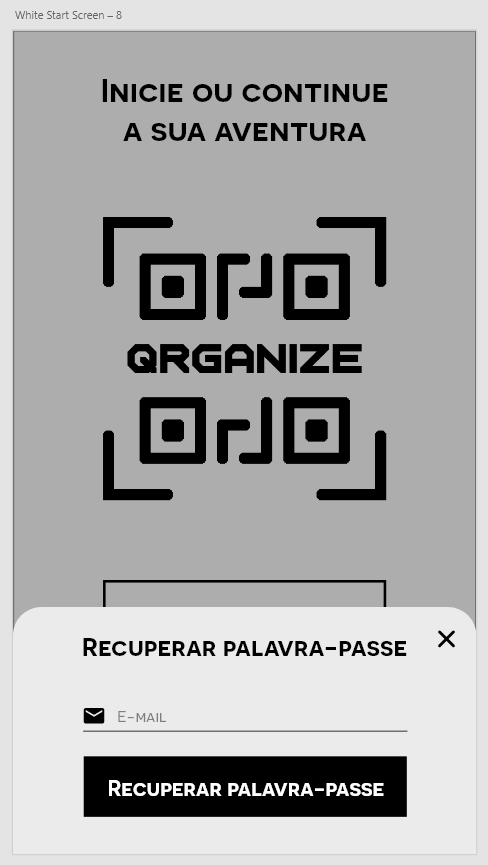 White Start Screen – 8
Inicie ou continue
a sua aventura
QRGANIZE
Recuperar palavra-passe
E-mail
Recuperar palavra-passe